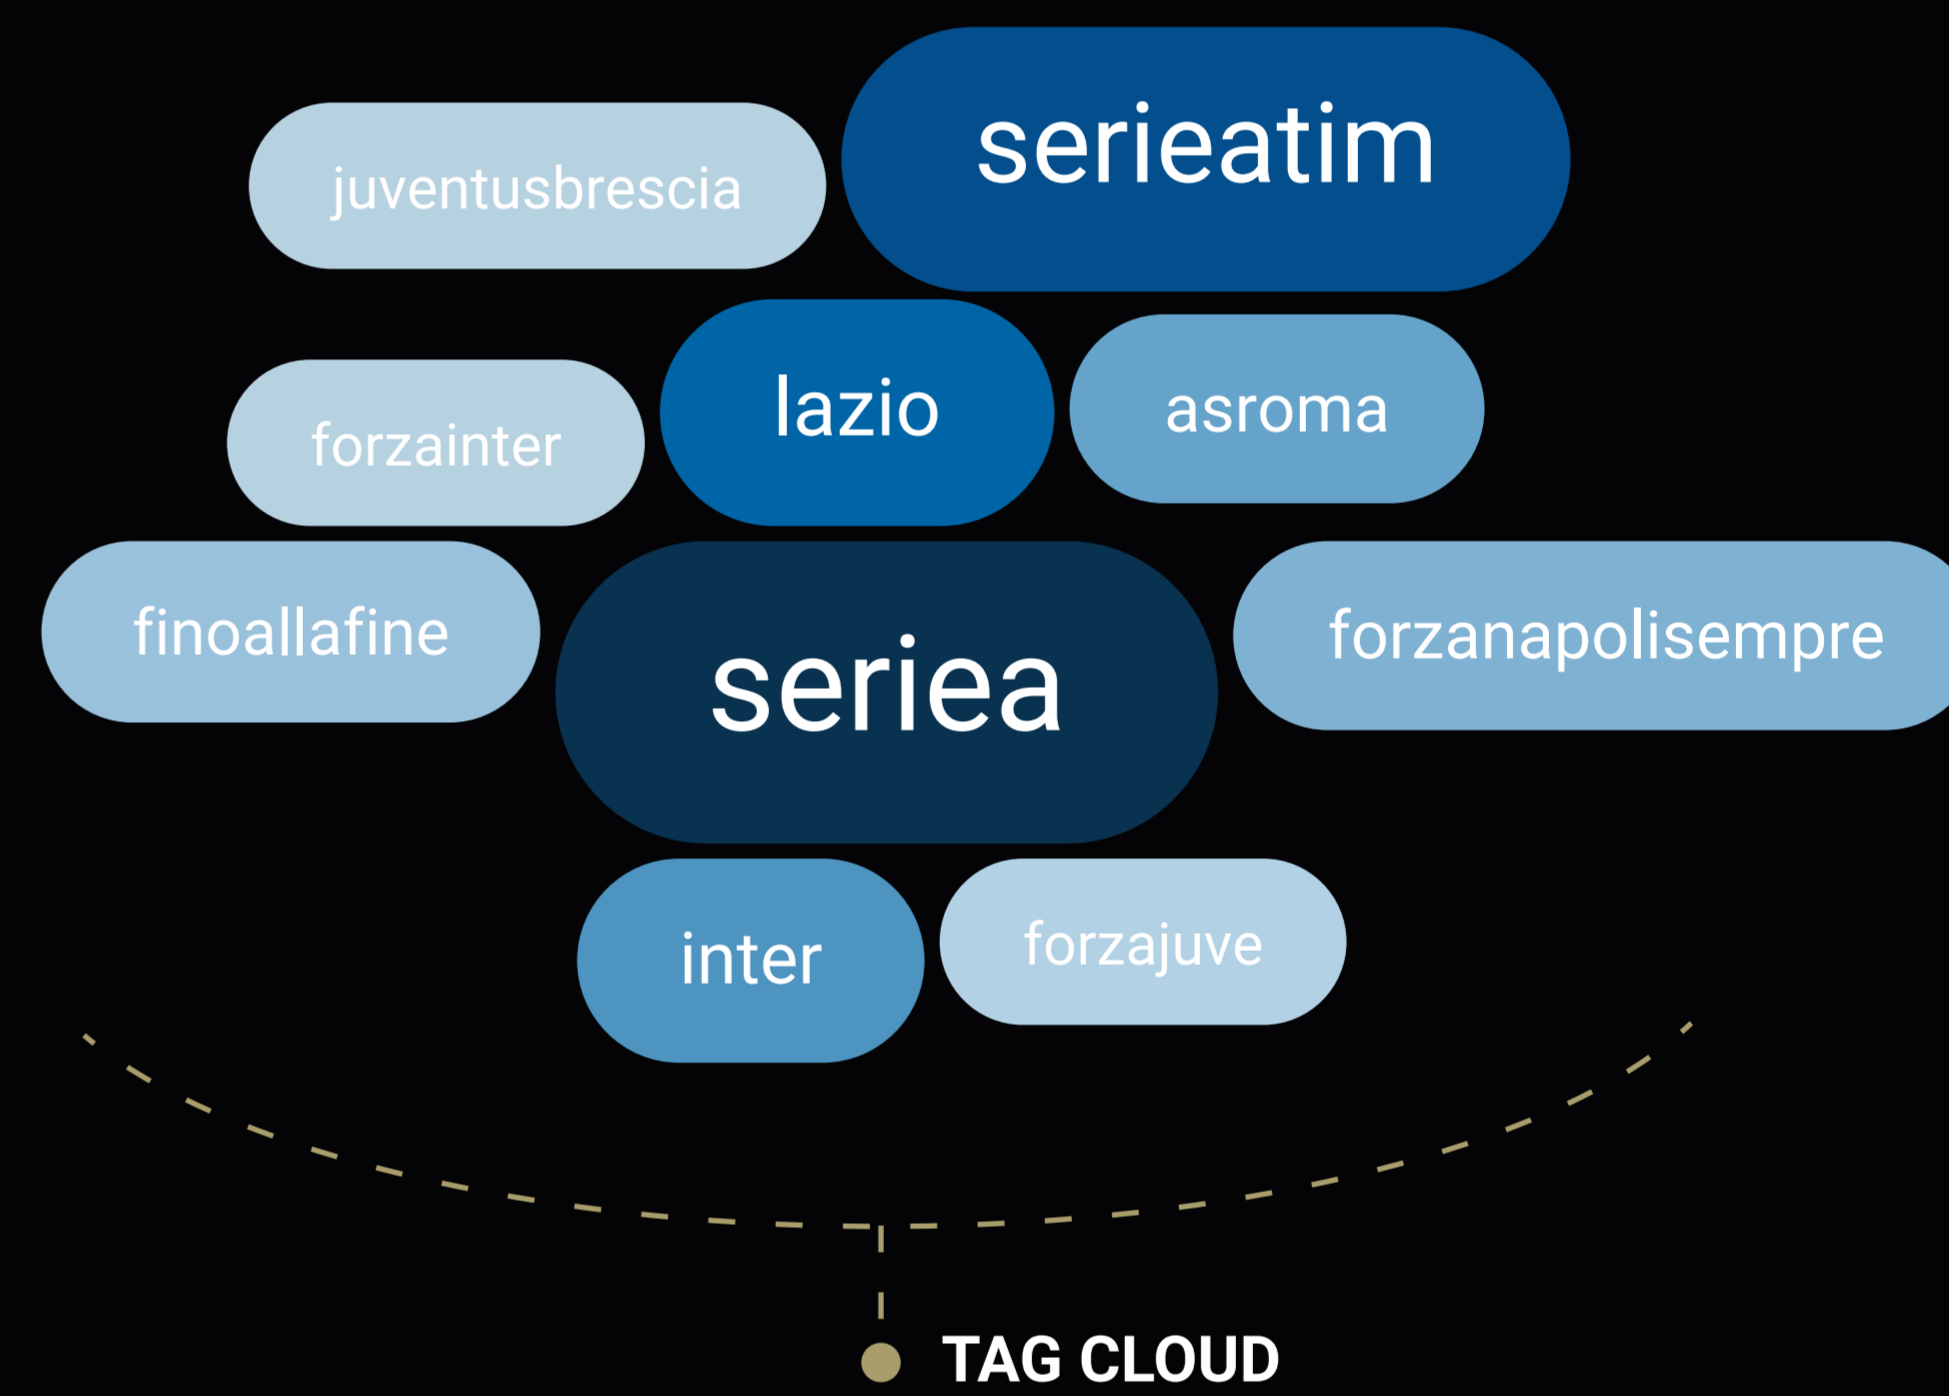 serieatim
juventusbrescia
lazio
asroma
forzainter
finoallafine
seriea
forzanapolisempre
inter
forzajuve
TAG CLOUD